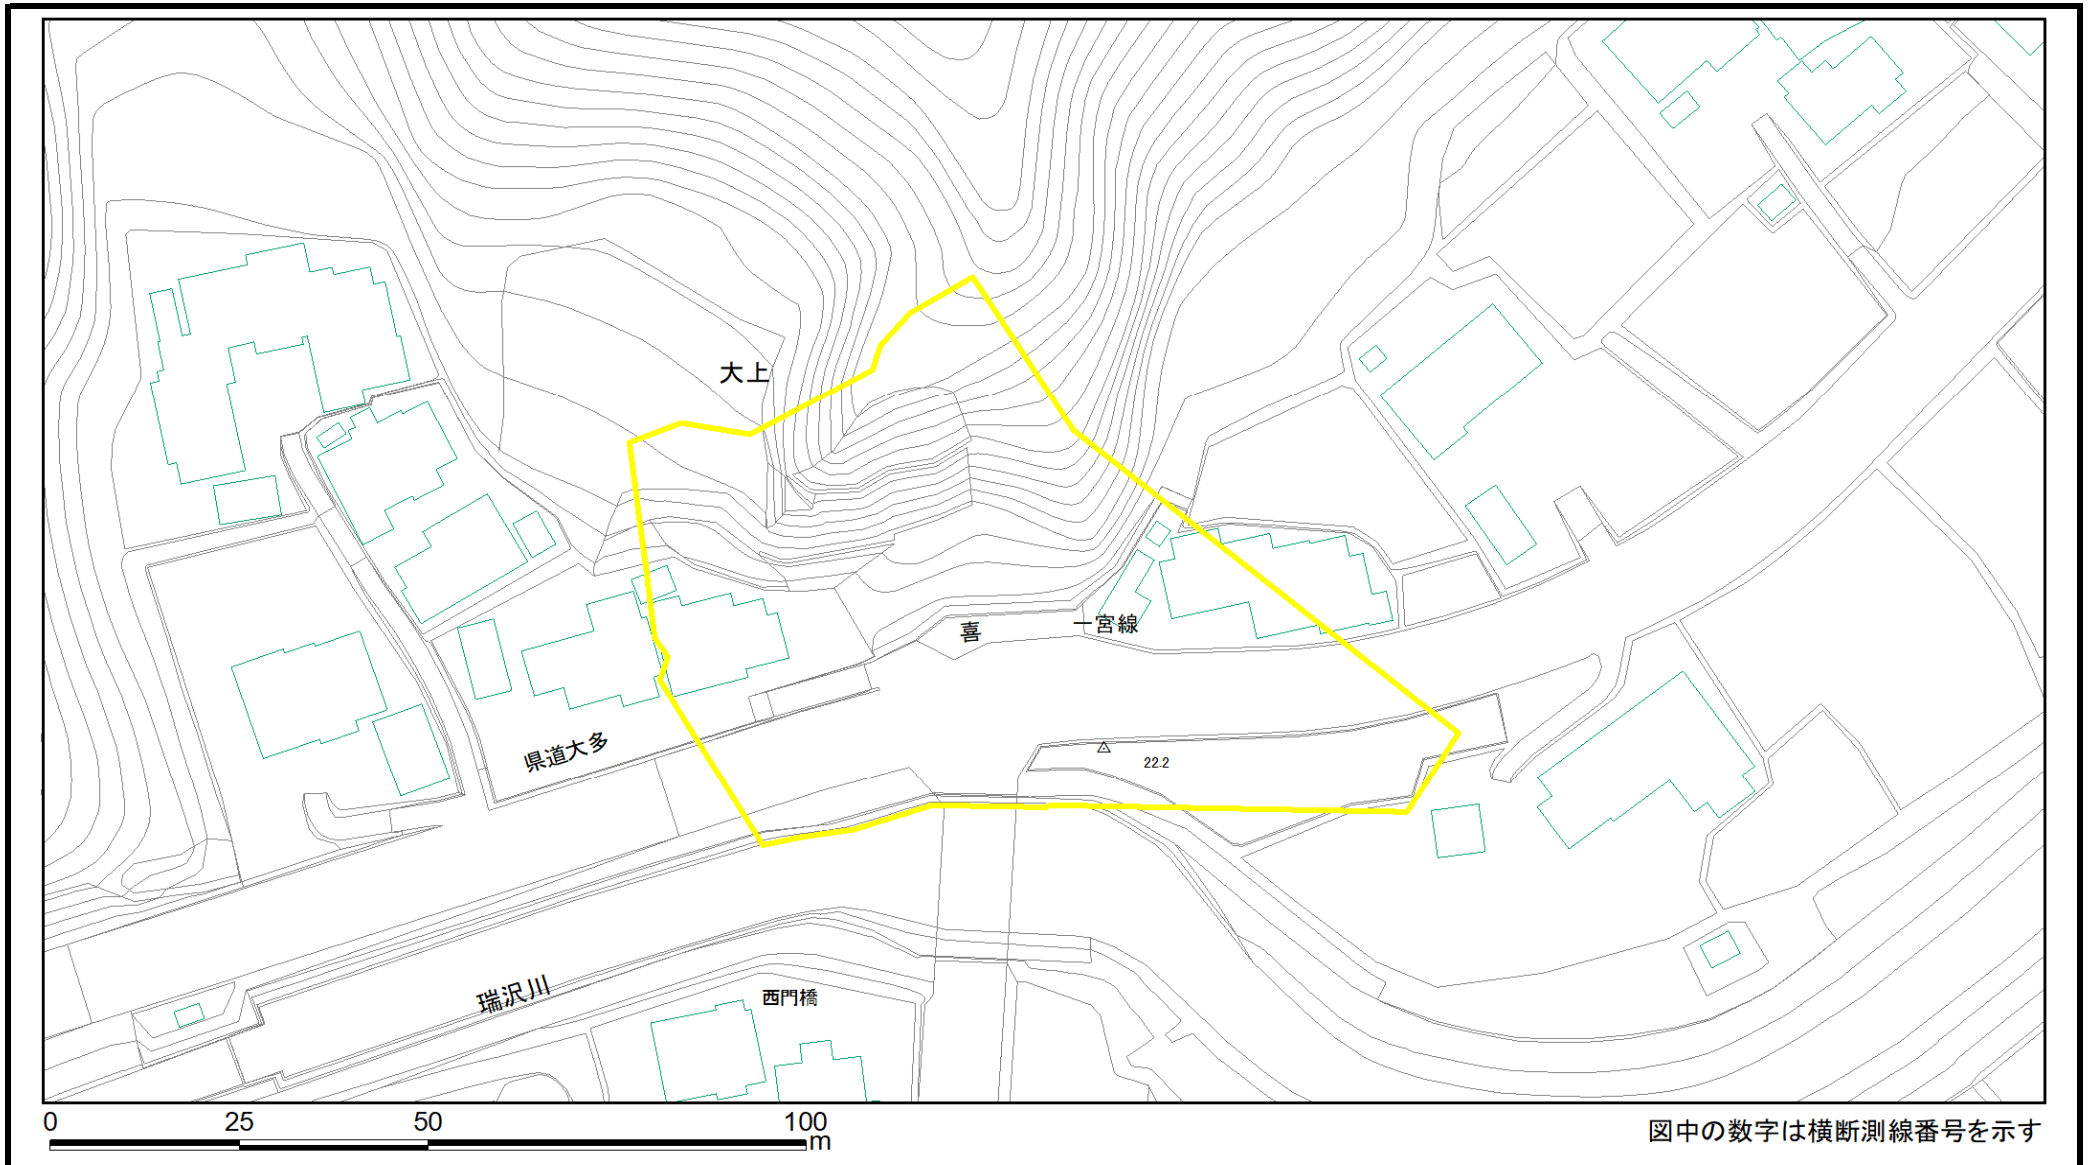 大上
喜
一宮線
県道大多
22.2
瑞沢川
西門橋
0 25 50 100
m
図中の数字は横断測線番号を示す